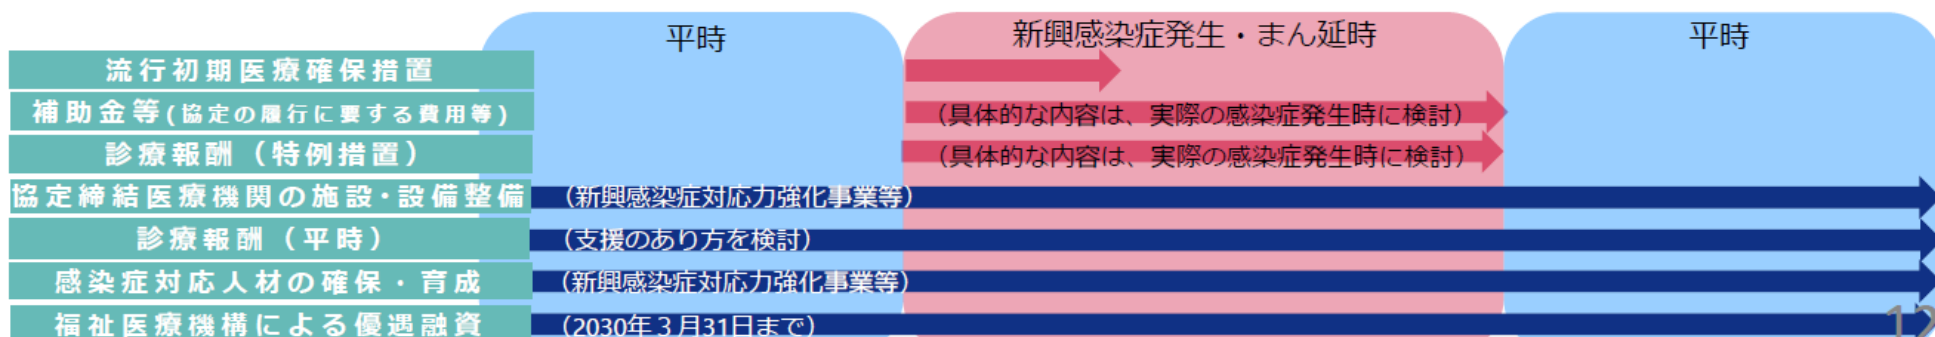 平時
新興感染症発生・まん延時
平時
流行初期医療確保措置
補助金等(協定の履行に要する費用等)
（具体的な内容は、実際の感染症発生時に検討）
診療報酬（特例措置）
（具体的な内容は、実際の感染症発生時に検討）
協定締結医療機関の施設・設備整備
（新興感染症対応力強化事業等）
診療報酬（平時）
（支援のあり方を検討）
感染症対応人材の確保・育成
（新興感染症対応力強化事業等）
福祉医療機構による優遇融資
（2030年３月31日まで）
12